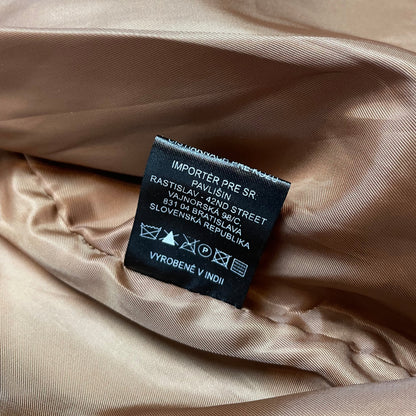 IMPORTÉR PRE SR:
PAVLIŠIN
RASTISLAV - 42ND STREET
VAJNORSKÁ 98/C
831 04 BRATISLAVA
SLOVENSKÁ REPUBLIKA
P
VYROBENÉ V INDII